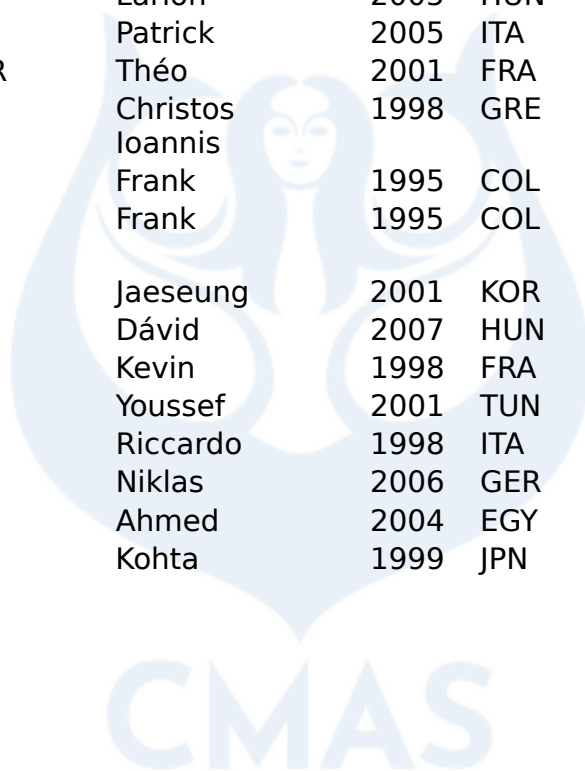 Patrick 2005 ITA
R Théo 2001 FRA
Christos 1998 GRE
Ioannis
Frank 1995 COL
Frank 1995 COL
Jaeseung 2001 KOR
Dávid 2007 HUN
Kevin 1998 FRA
Youssef 2001 TUN
Riccardo 1998 ITA
Niklas 2006 GER
Ahmed 2004 EGY
Kohta 1999 JPN
CMAS